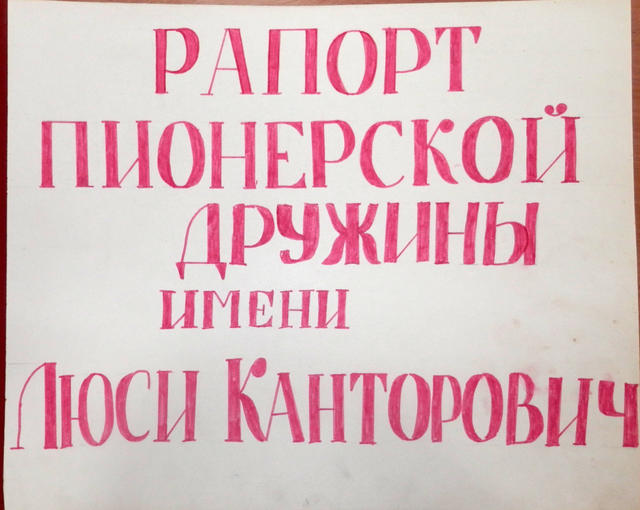 РАПОРТ
ПИОНЕРСКОЙ
ДРУЖИНЫ
ИМЕНИ
ЛЮСИ КАНТОРОВИЧ